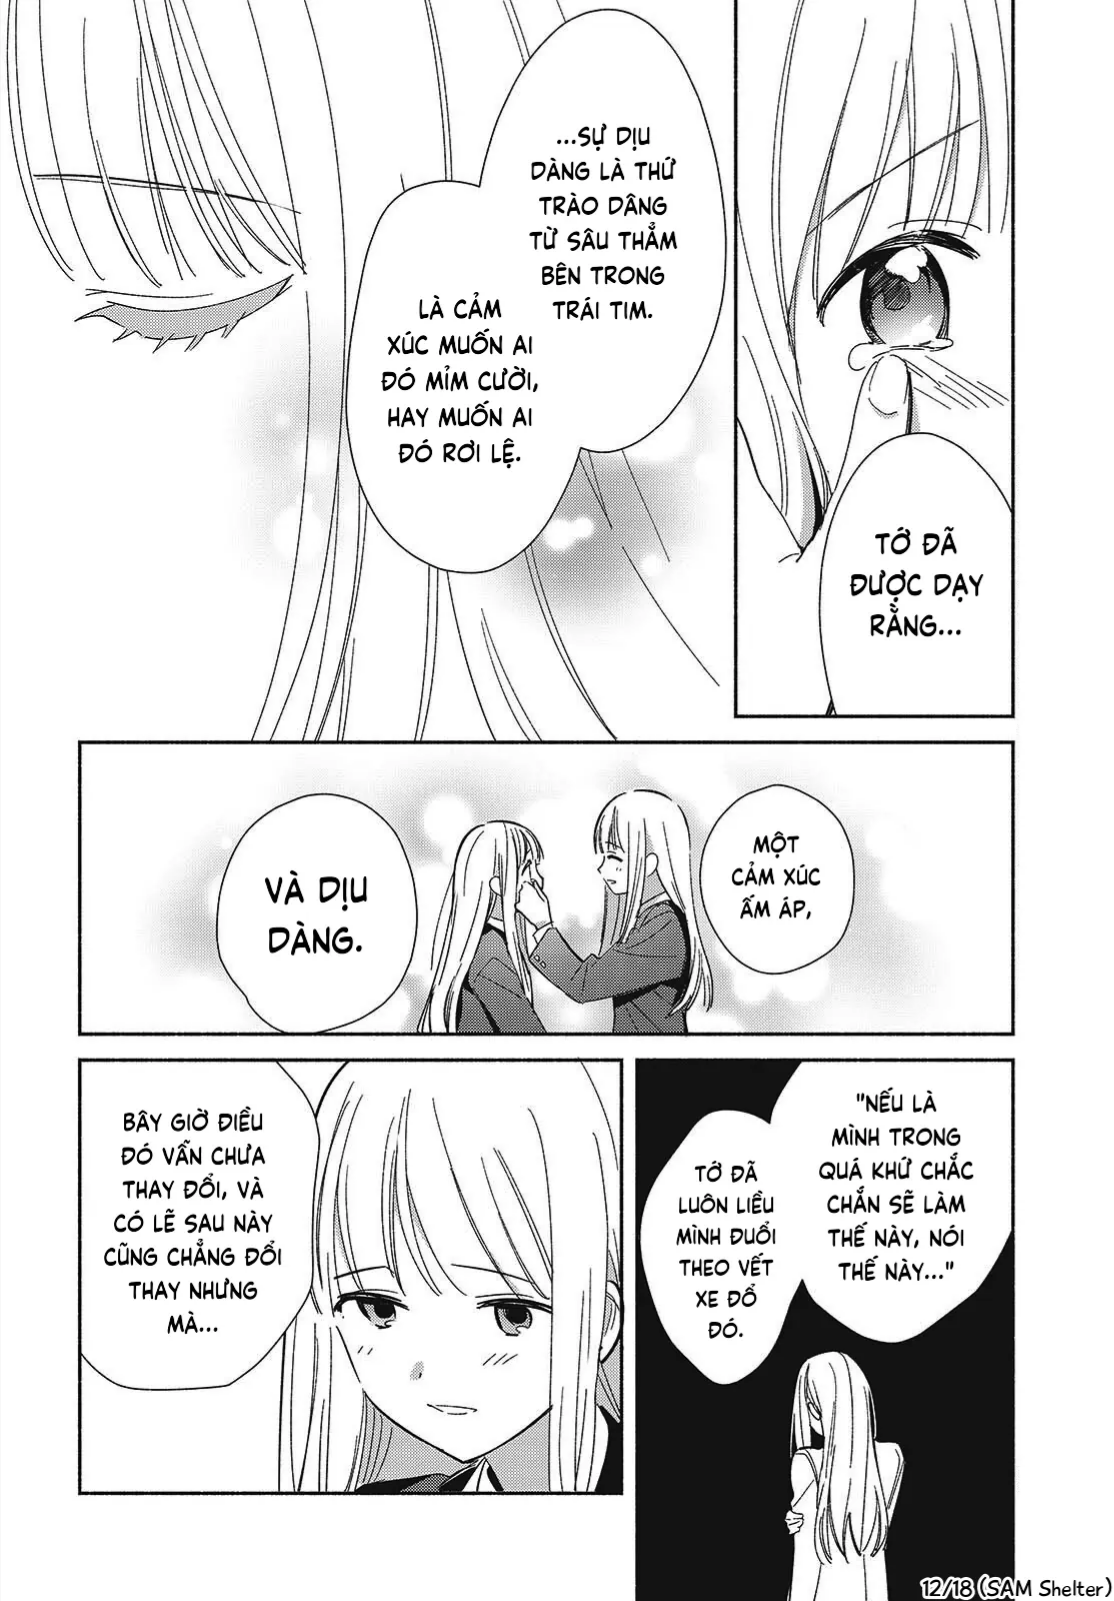 TỚ ĐÃ
ĐƯỢC DẠY
RẰNG...
...SỰ DỊU
DÀNG LÀ THỨ
TRÀO DÂNG
TỪ SÂU THẲM
BÊN TRONG
TRÁI TIM.
LÀ CẢM
XÚC MUỐN AI
ĐÓ MỈM CƯỜI,
HAY MUỐN AI
ĐÓ RƠI LỆ.
MỘT
CẢM XÚC
ẤM ÁP,
VÀ DỊU
DÀNG.
"NẾU LÀ
MÌNH TRONG
QUÁ KHỨ CHẮC
CHẮN SẼ LÀM
THẾ NÀY, NÓI
THẾ NÀY..."
TỚ ĐÃ
LUÔN LIỀU
MÌNH ĐUỔI
THEO VẾT
XE ĐỔ
ĐÓ.
BÂY GIỜ ĐIỀU
ĐÓ VẪN CHƯA
THAY ĐỔI, VÀ
CÓ LẼ SAU NÀY
CŨNG CHẲNG ĐỔI
THAY NHƯNG
MÀ...
12/18 (SAM Shelter)